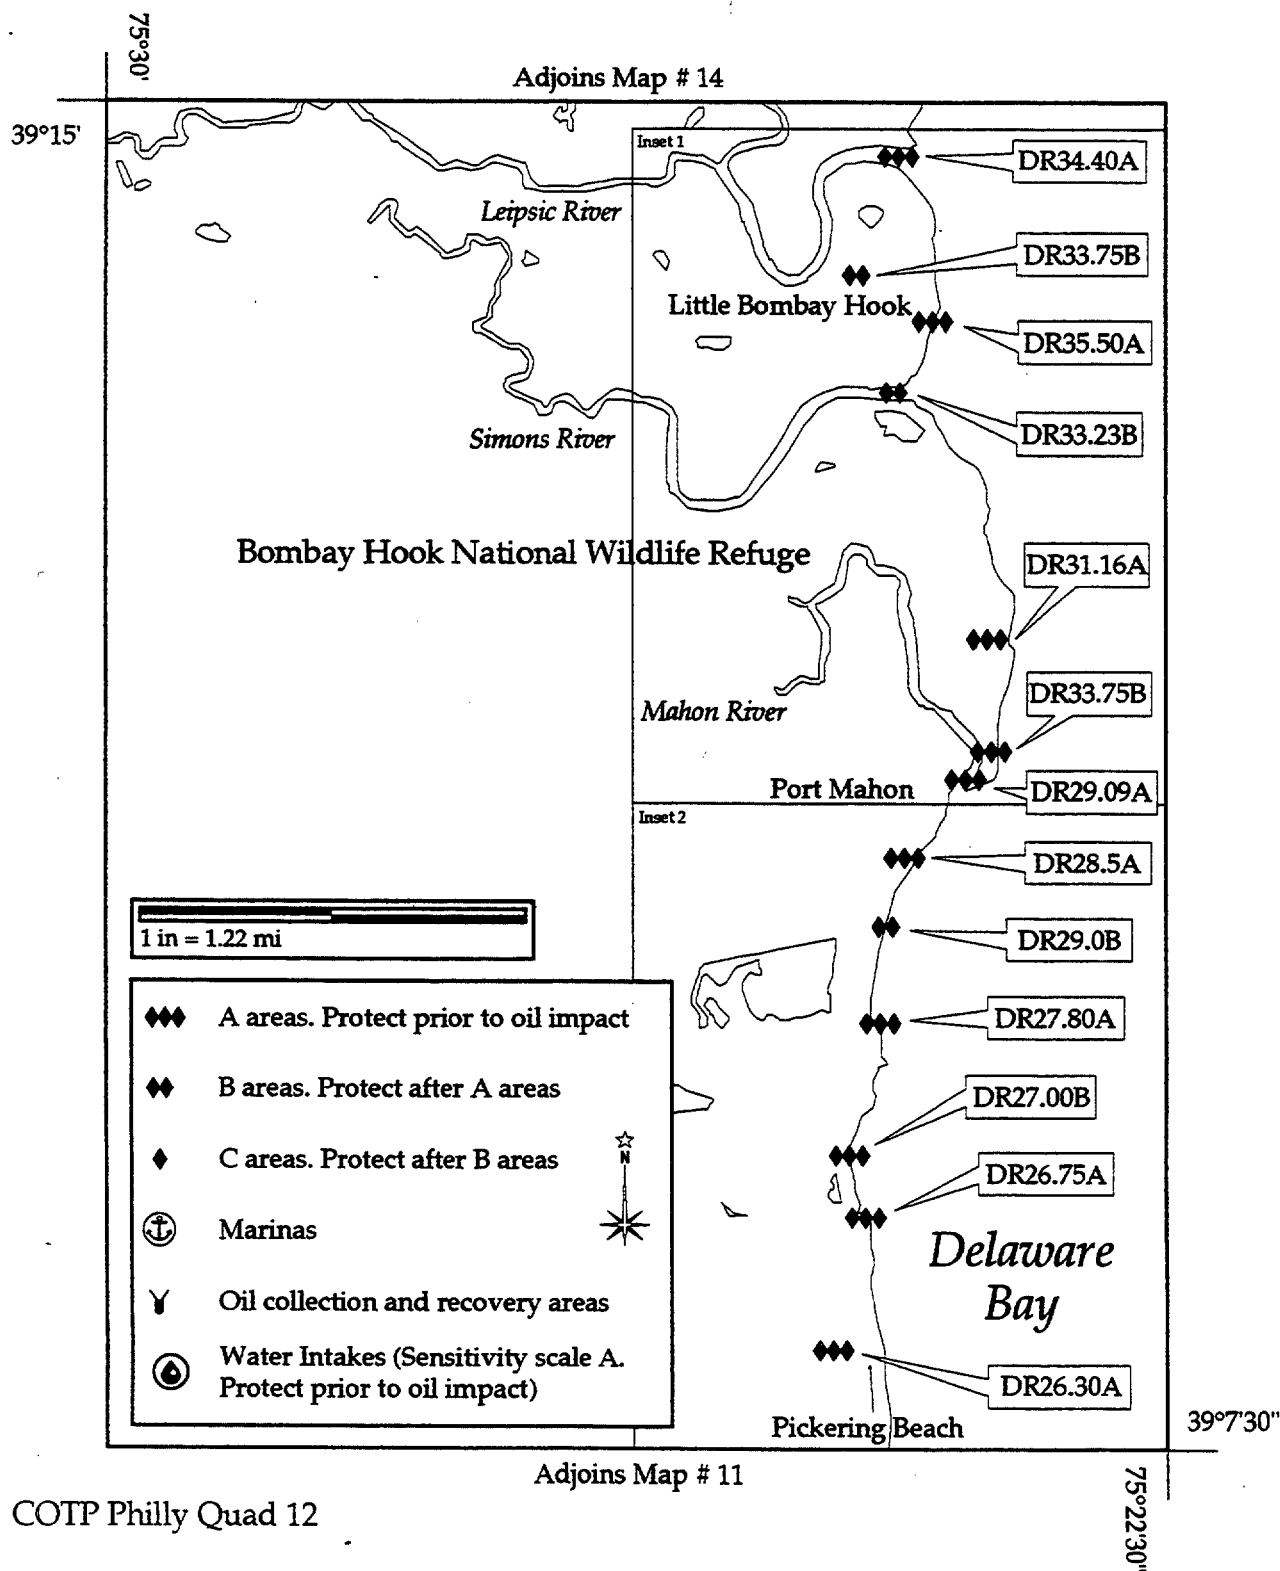 75°30'
Adjoins Map # 14
39°15'
Inset 1
DR34.40A
Leipsic River
DR33.75B
Little Bombay Hook
DR35.50A
DR33.23B
Simons River
Bombay Hook National Wildlife Refuge
DR31.16A
DR33.75B
Mahon River
Port Mahon
DR29.09A
Inset 2
DR28.5A
1 in = 1.22 mi
DR29.0B
A areas. Protect prior to oil impact
DR27.80A
B areas. Protect after A areas
DR27.00B
C areas. Protect after B areas
N
DR26.75A
Marinas
Delaware
Bay
Oil collection and recovery areas
Water Intakes (Sensitivity scale A.
Protect prior to oil impact)
DR26.30A
Pickering Beach
39°7'30"
Adjoins Map # 11
75°22'30"
COTP Philly Quad 12